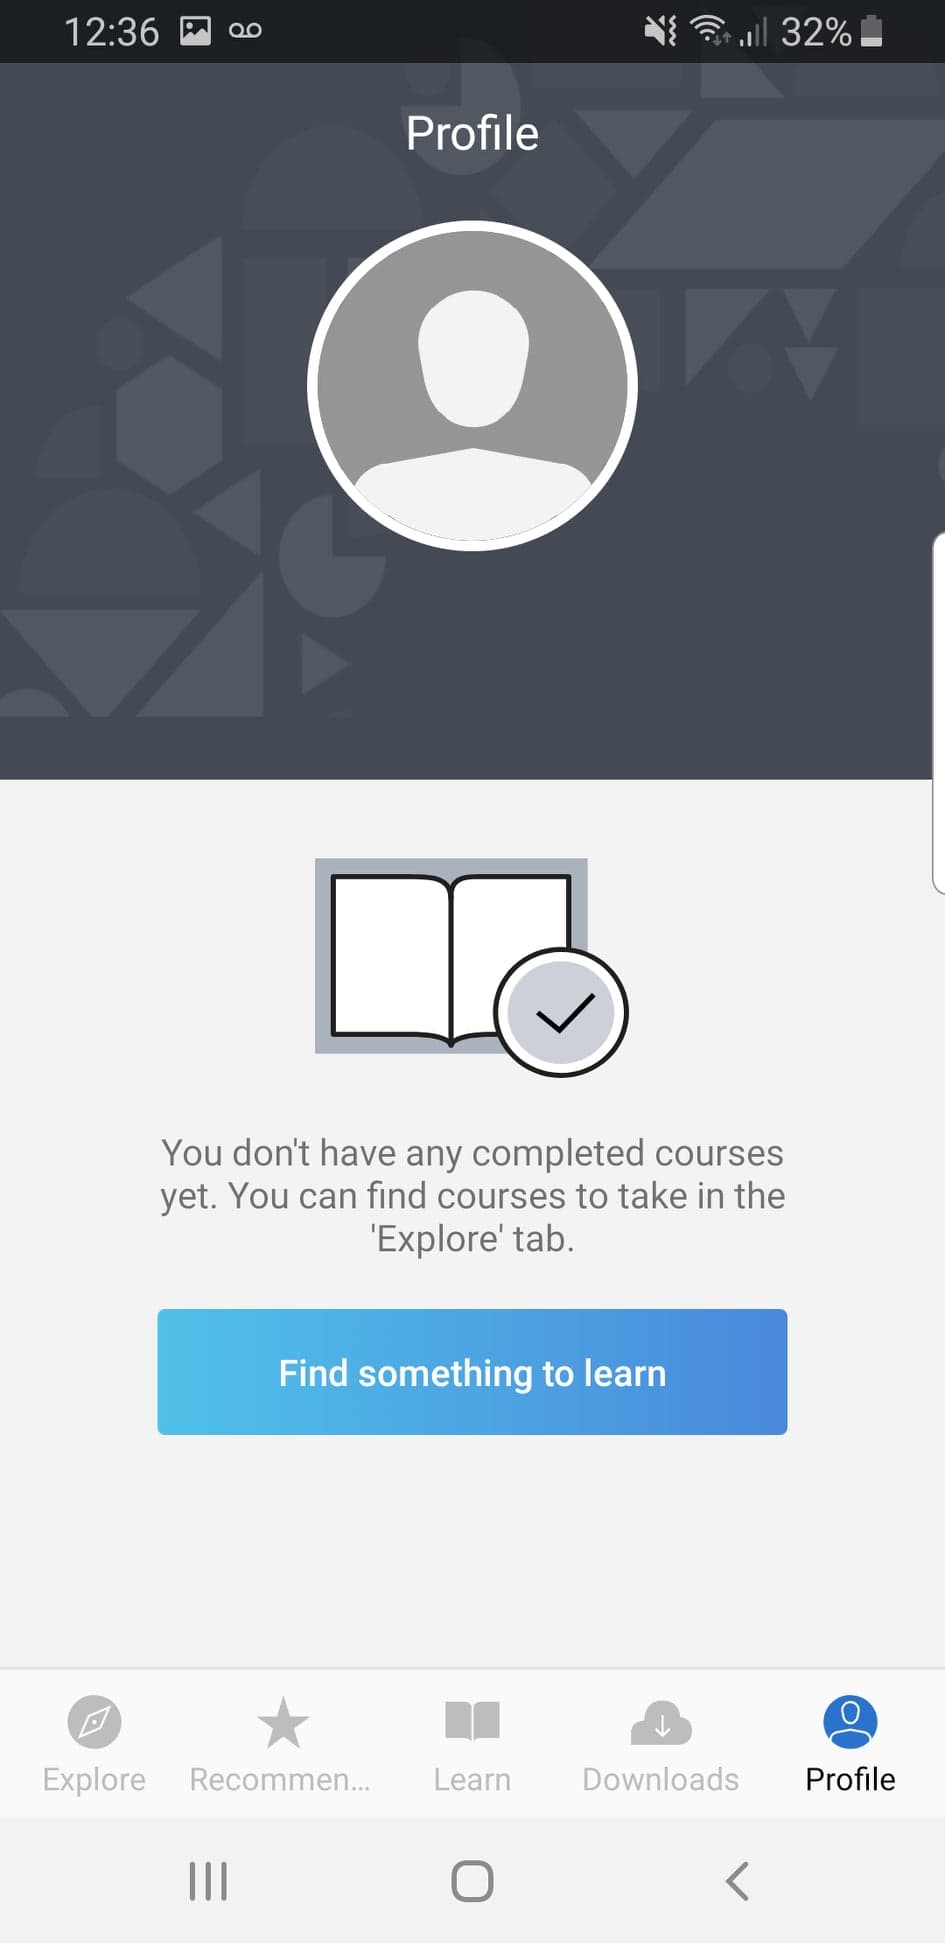 12:36
32%
Profile
You don't have any completed courses
yet. You can find courses to take in the
'Explore' tab.
Find something to learn
Explore
Recommen...
Learn
Downloads
Profile